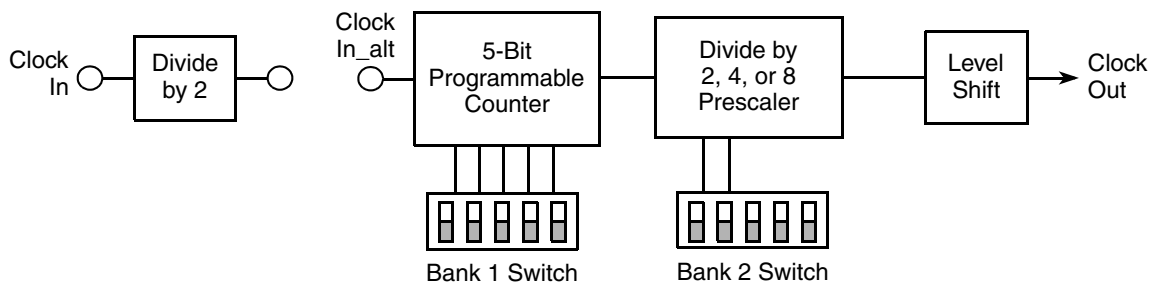 Clock
In
Divide
by 2
Clock
In_alt
5-Bit
Programmable
Counter
Divide by
2, 4, or 8
Prescaler
Level
Shift
Clock
Out
Bank 1 Switch
Bank 2 Switch